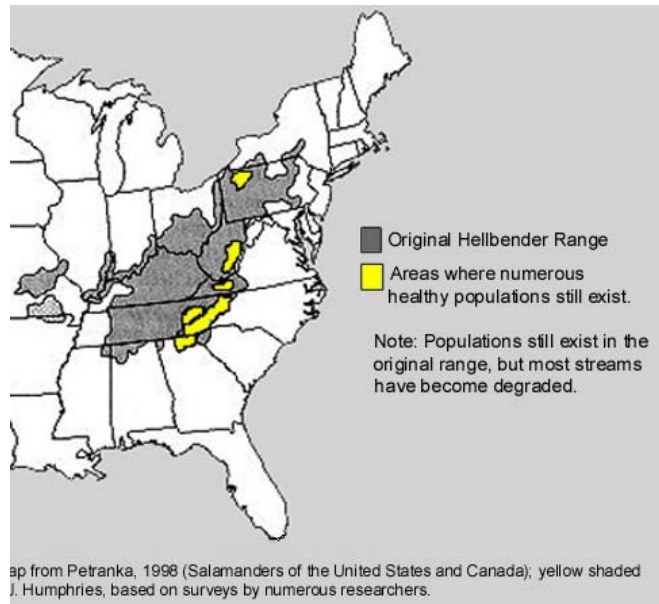 Original Hellbender Range
Areas where numerous
healthy populations still exist.
Note: Populations still exist in the
original range, but most streams
have become degraded.
ap from Petranka, 1998 (Salamanders of the United States and Canada); yellow shaded
J. Humphries, based on surveys by numerous researchers.